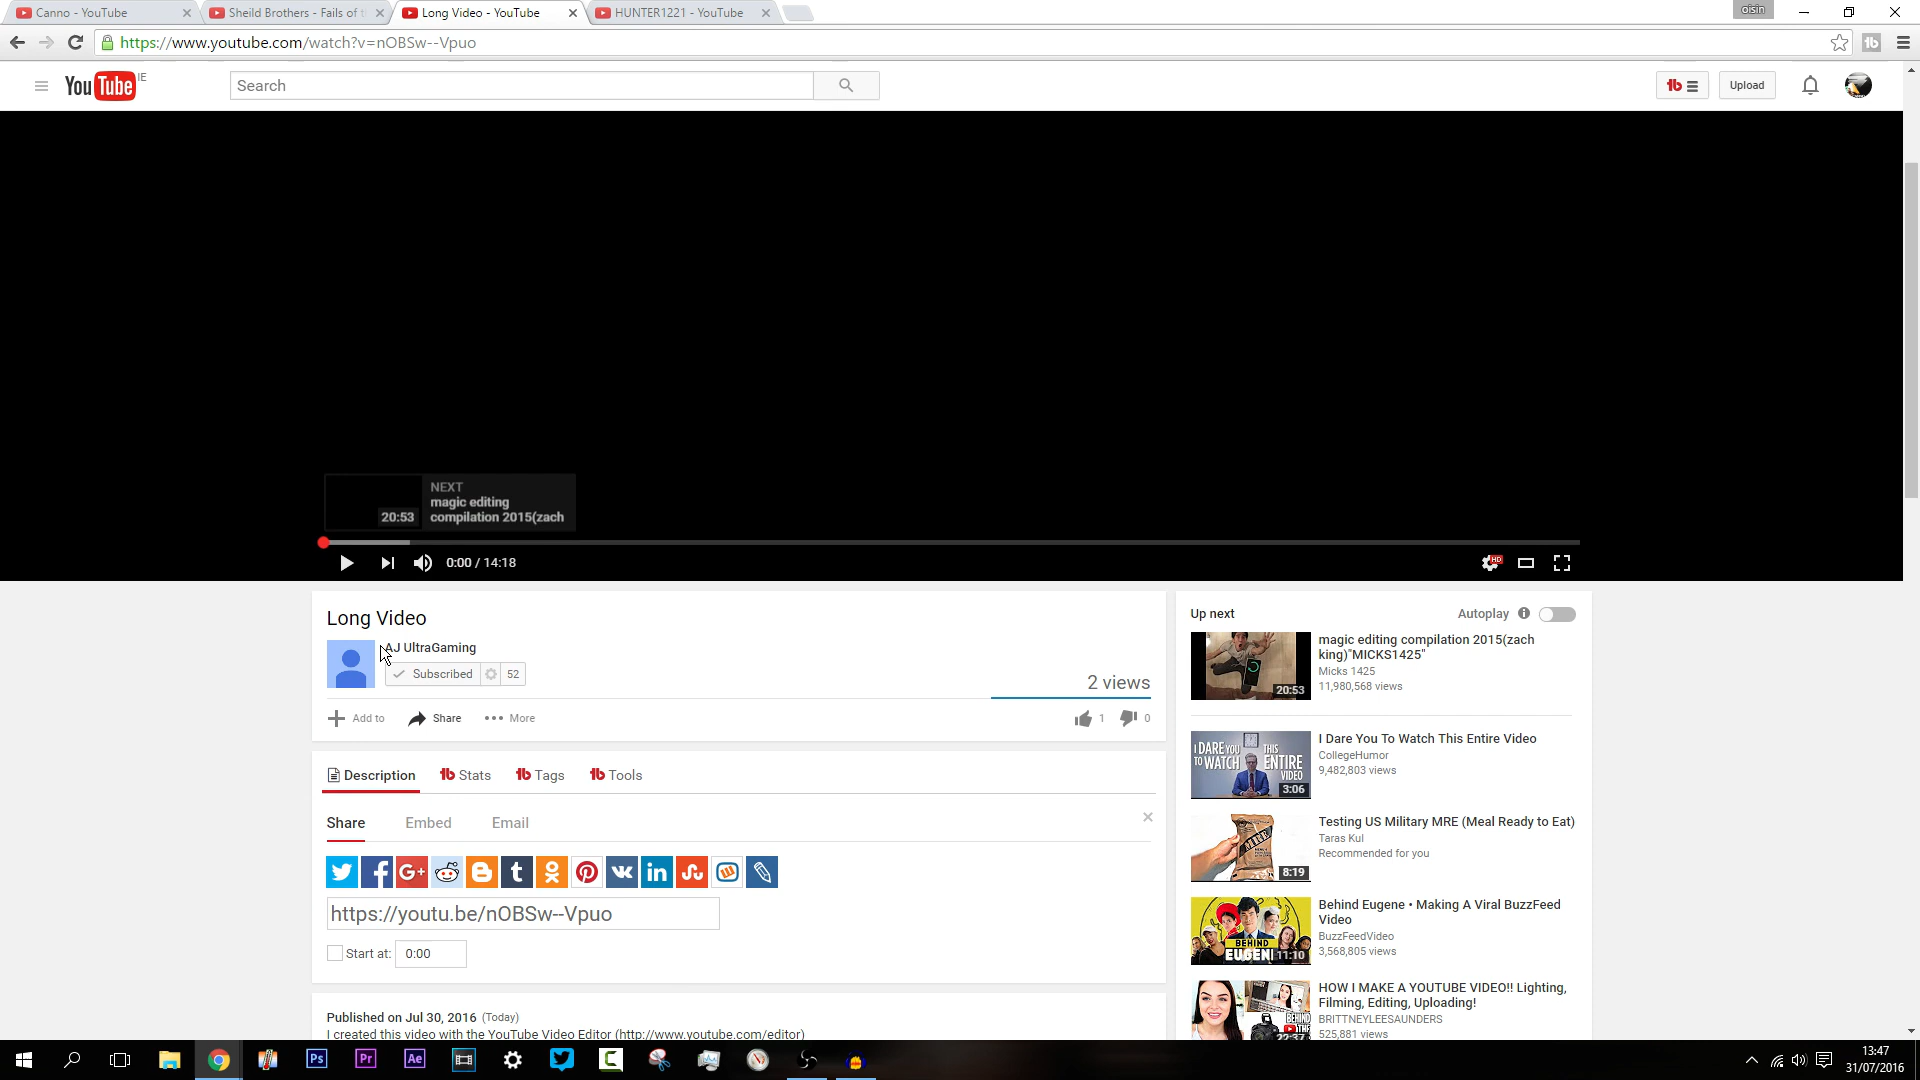 Canno - YouTube
Sheild Brothers - Fails of t
Long Video - YouTube
HUNTER1221 - YouTube
oisin
https://www.youtube.com/watch?v=nOBSw--Vpuo
YouTube IE
Search
Upload
NEXT
magic editing
20:53 compilation 2015(zach
0:00 / 14:18
HD
Long Video
AJ UltraGaming
Subscribed 52
2 views
Add to Share More
1 0
Description Stats Tags Tools
Share Embed Email
https://youtu.be/nOBSw--Vpuo
Start at: 0:00
Published on Jul 30, 2016 (Today)
I created this video with the YouTube Video Editor (http://www.youtube.com/editor)
Up next Autoplay
magic editing compilation 2015(zach
king)"MICKS1425"
Micks 1425
11,980,568 views
20:53
I Dare You To Watch This Entire Video
CollegeHumor
9,482,803 views
I DARE YOU THIS
TO WATCH ENTIRE
VIDEO
3:06
Testing US Military MRE (Meal Ready to Eat)
Taras Kul
Recommended for you
8:19
Behind Eugene • Making A Viral BuzzFeed
Video
BuzzFeedVideo
3,568,805 views
BEHIND
EUGENE
11:10
HOW I MAKE A YOUTUBE VIDEO!! Lighting,
Filming, Editing, Uploading!
BRITTNEYLEESAUNDERS
525,881 views
22:37
Ps Pr Ae
13:47
31/07/2016